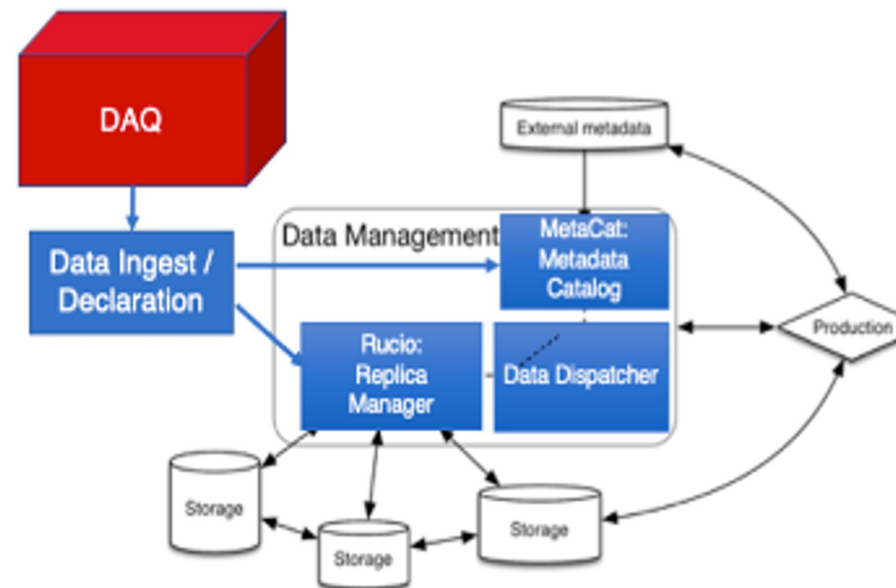 DAQ
External metadata
Data Management
MetaCat:
Metadata
Catalog
Data Ingest /
Declaration
Production
Rucio:
Replica
Manager
Data Dispatcher
Storage
Storage
Storage